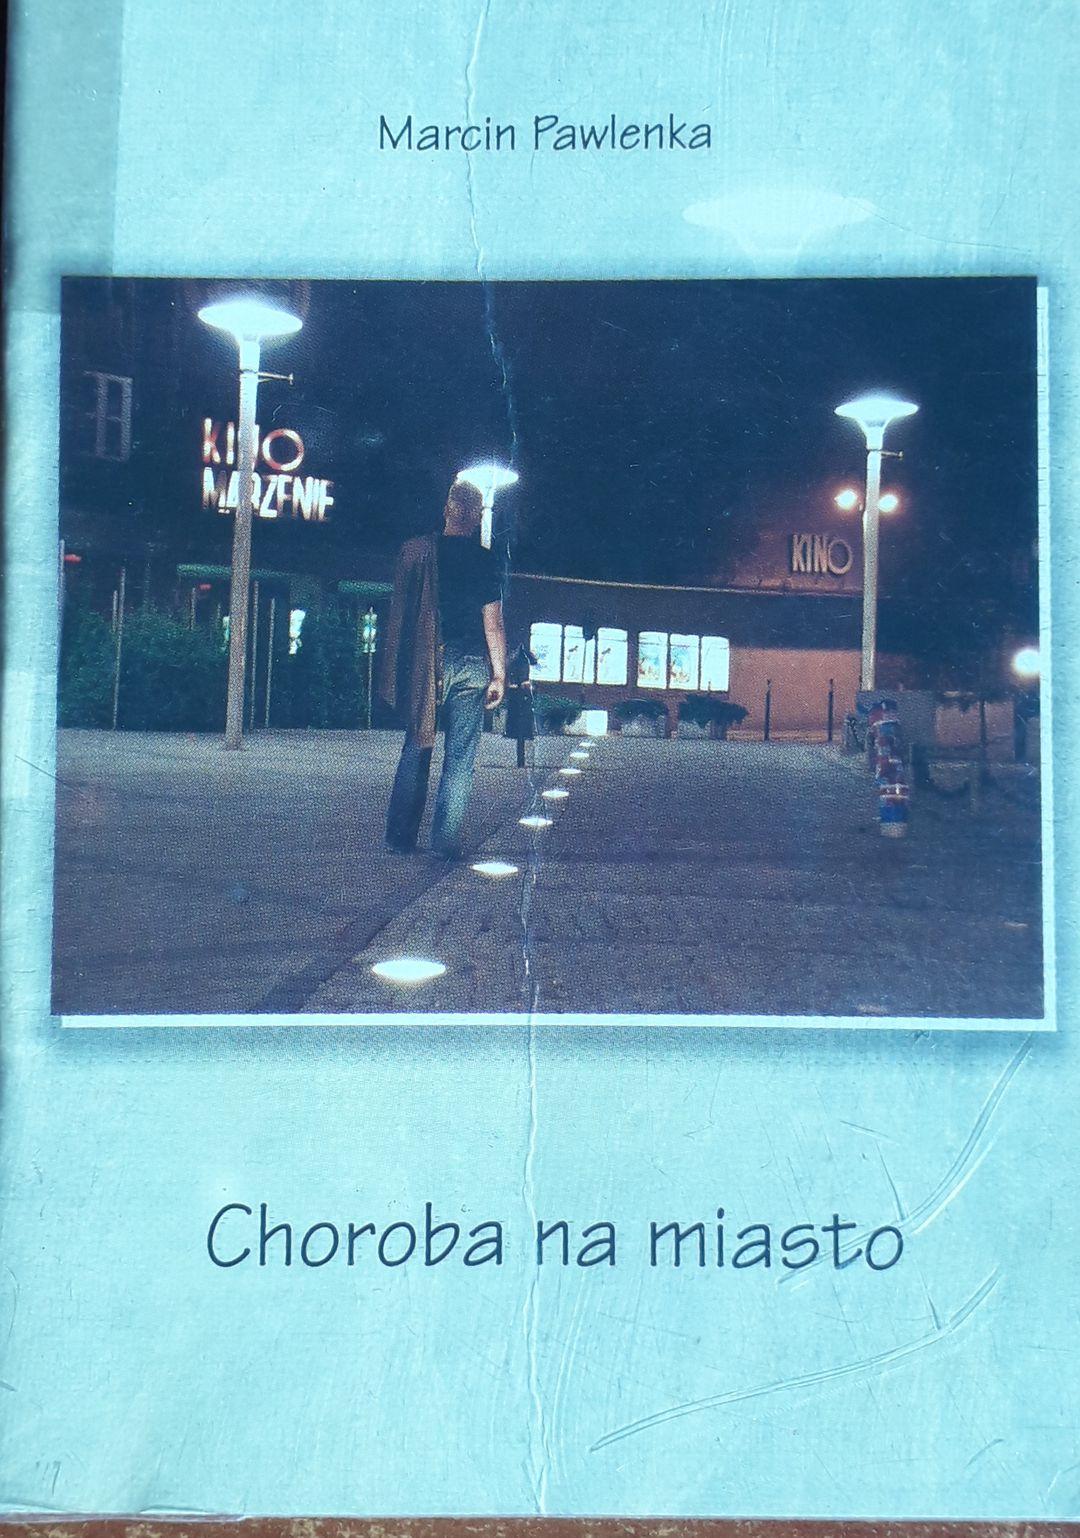 Marcin Pawlenka
KINO
MARZENIE
KINO
Choroba na miasto